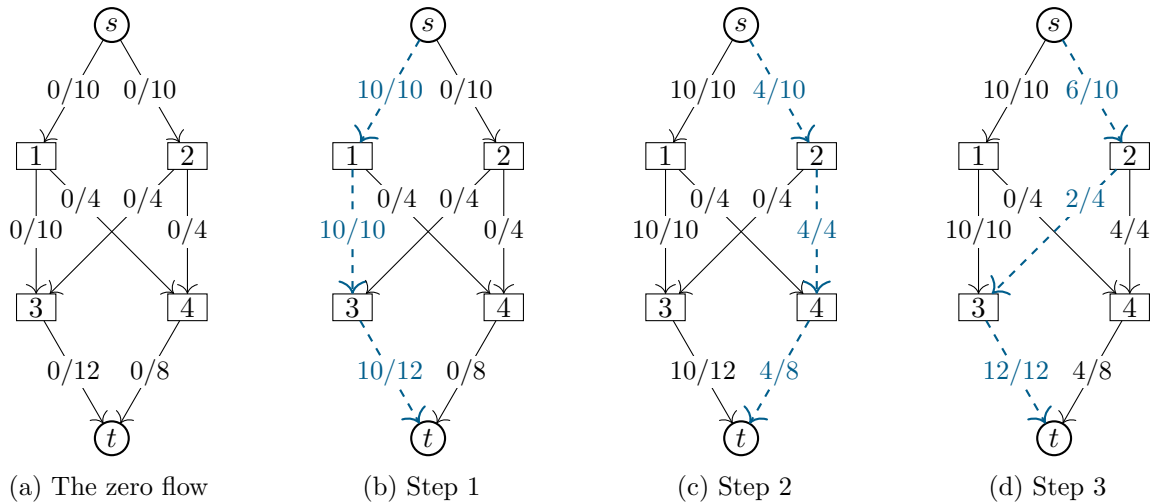 s s s s
0/10 0/10 10/10 0/10 10/10 4/10 10/10 6/10
1 2 1 2 1 2 1 2
0/4 0/4 0/4 0/4 0/4 0/4 0/4 2/4
0/10 0/4 10/10 0/4 10/10 4/4 10/10 4/4
3 4 3 4 3 4 3 4
0/12 0/8 10/12 0/8 10/12 4/8 12/12 4/8
t t t t
(a) The zero flow (b) Step 1 (c) Step 2 (d) Step 3